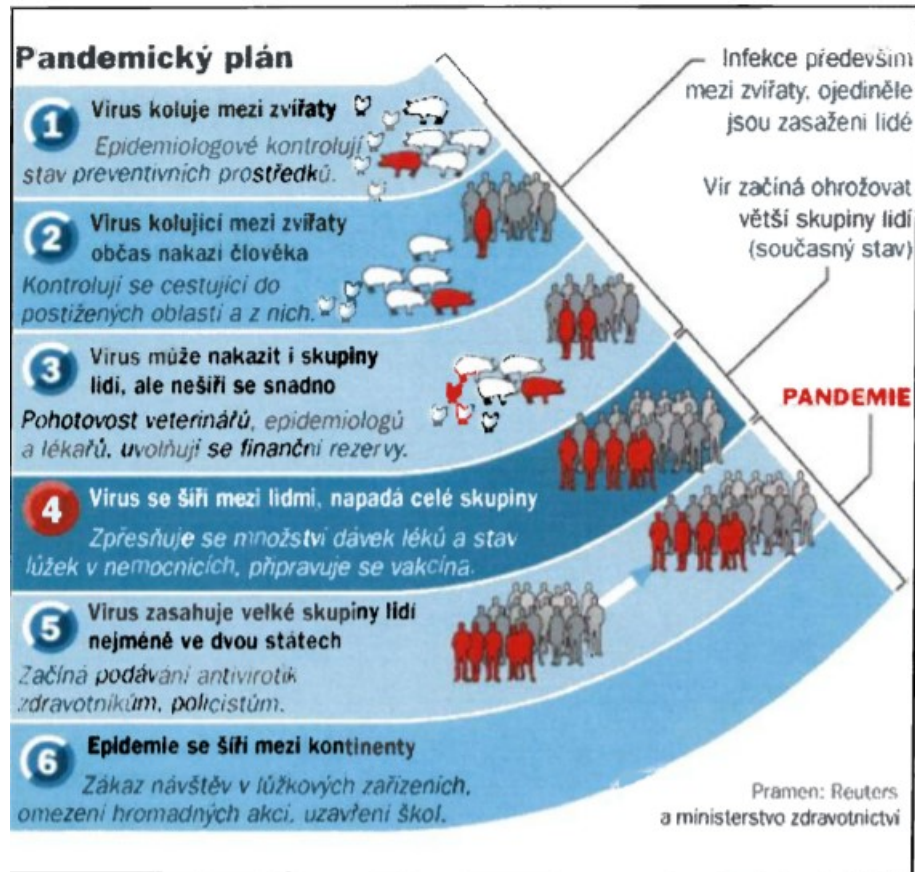 Pandemický plán
1
Virus koluje mezi zvířaty
Epidemiologové kontrolují
stav preventivních prostředků.
2
Virus kolující mezi zvířaty
občas nakazí člověka
Kontrolují se cestující do
postižených oblastí a z nich.
3
Virus může nakazit i skupiny
lidí, ale nešíří se snadno
Pohotovost veterinářů, epidemiologů
a lékařů, uvolňují se finanční rezervy.
4
Virus se šíří mezi lidmi, napadá celé skupiny
Zpřesňuje se množství dávek léků a stav
lůžek v nemocnicích, připravuje se vakcína.
5
Virus zasahuje velké skupiny lidí
nejméně ve dvou státech
Začíná podávání antivirotik
zdravotníkům, policistům.
6
Epidemie se šíří mezi kontinenty
Zákaz návštěv v lůžkových zařízeních,
omezení hromadných akcí, uzavření škol.
Infekce především
mezi zvířaty, ojediněle
jsou zasaženi lidé
Vir začíná ohrožovat
větší skupiny lidí
(současný stav)
PANDEMIE
Pramen: Reuters
a ministerstvo zdravotnictví